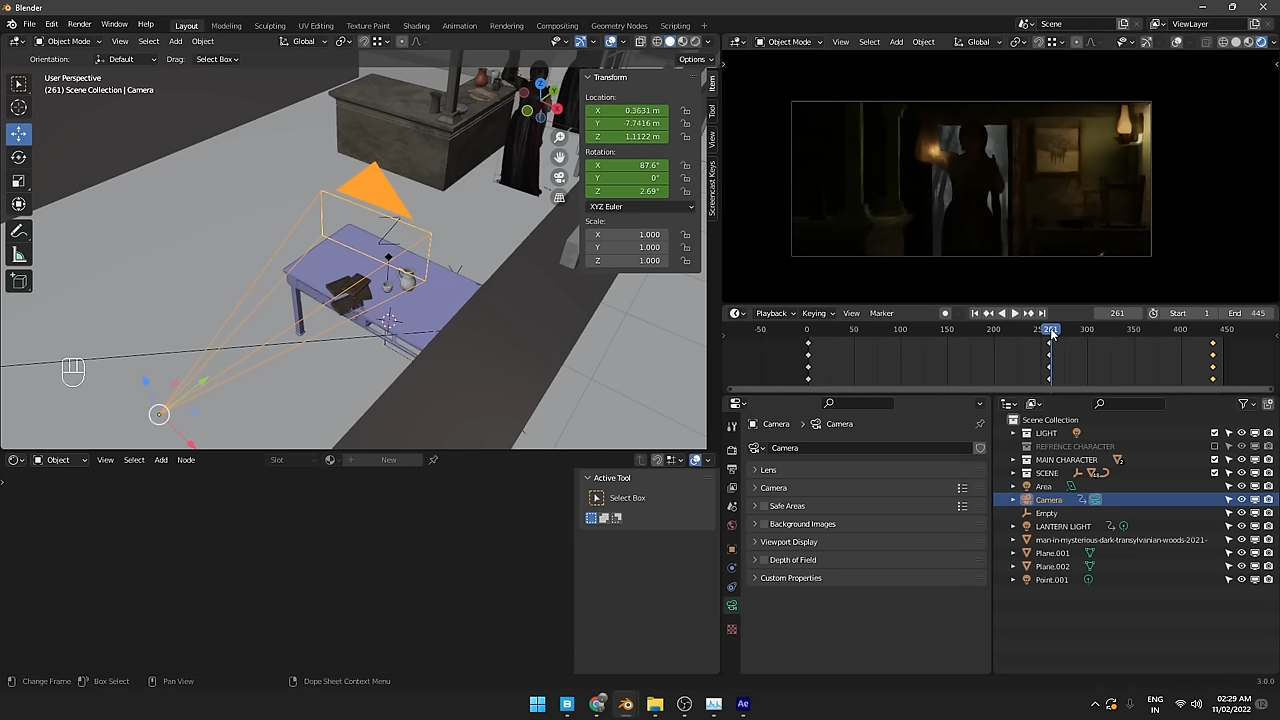 Blender
File Edit Render Window Help Layout Modeling Sculpting UV Editing Texture Paint Shading Animation Rendering Compositing Geometry Nodes Scripting + Scene ViewLayer
Object Mode View Select Add Object Global
Object Mode View Select Add Object Global
Orientation: Default Drag: Select Box Options
User Perspective
(261) Scene Collection | Camera
Transform
Location:
X 0.3631 m
Y -7.7416 m
Z 1.1122 m
Rotation:
X 87.6°
Y 0°
Z 2.69°
XYZ Euler
Scale:
X 1.000
Y 1.000
Z 1.000
Item
Tool
View
Screencast Keys
Playback Keying View Marker 261 Start 1 End 445
-50 0 50 100 150 200 261 300 350 400 450
Camera Camera
Camera
Lens
Camera
Safe Areas
Background Images
Viewport Display
Depth of Field
Custom Properties
Scene Collection
LIGHT
REFRENCE CHARACTER
MAIN CHARACTER
SCENE
Area
Camera
Empty
LANTERN LIGHT
man-in-mysterious-dark-transylvanian-woods-2021-
Plane.001
Plane.002
Point.001
Object View Select Add Node Slot New
Active Tool
Select Box
Change Frame Box Select Pan View Dope Sheet Context Menu 3.0.0
ENG
IN
02:29 AM
11/02/2022